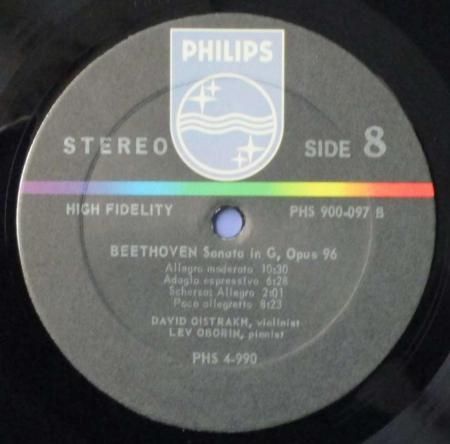 PHILIPS
STEREO SIDE 8
HIGH FIDELITY PHS 900-097 B
BEETHOVEN Sonata in G, Opus 96
Allegro moderato 10:30
Adagio espressivo 6:28
Scherzo: Allegro 2:01
Poco allegretto 8:23
DAVID OISTRAKH, violinist
LEV OBORIN, pianist
PHS 4-990